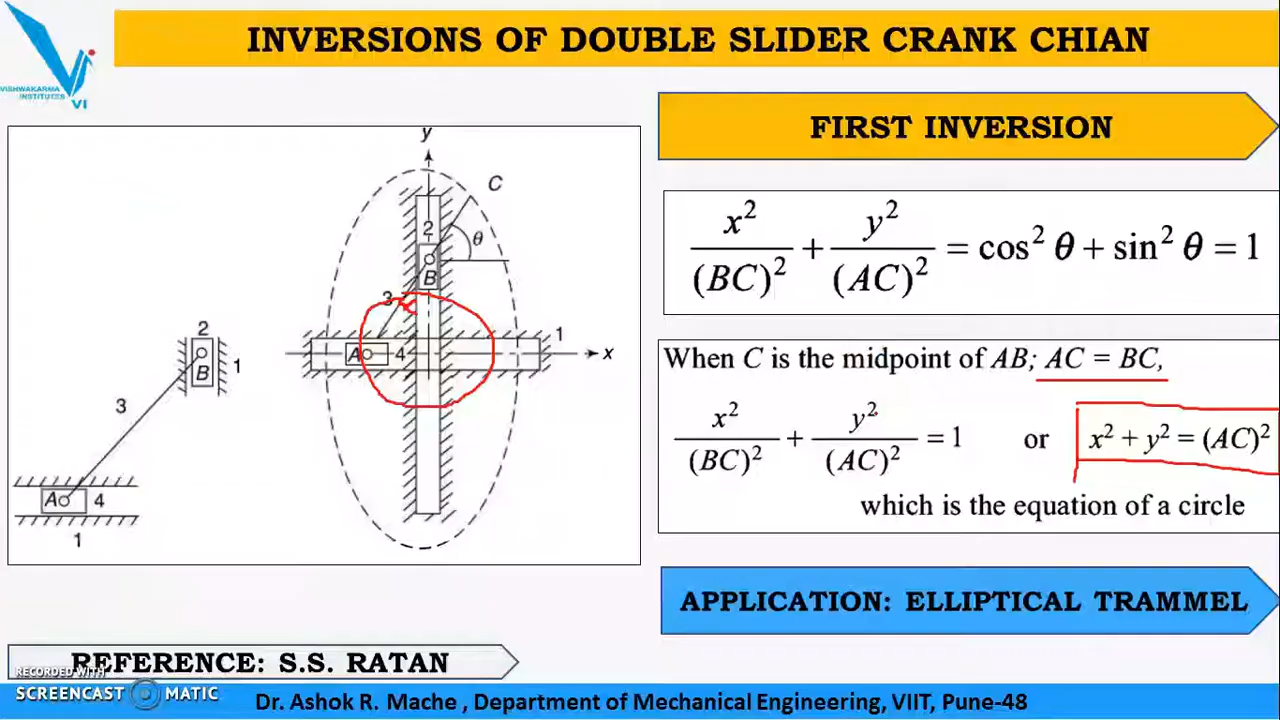 INVERSIONS OF DOUBLE SLIDER CRANK CHIAN
VISHWAKARMA
INSTITUTES
VI
FIRST INVERSION
y
C
2
θ
B
3
1
A
4
x
2
B
1
3
A
4
1
x²/(BC)² + y²/(AC)² = cos² θ + sin² θ = 1
When C is the midpoint of AB; AC = BC,
x²/(BC)² + y²/(AC)² = 1 or x² + y² = (AC)²
which is the equation of a circle
APPLICATION: ELLIPTICAL TRAMMEL
REFERENCE: S.S. RATAN
RECORDED WITH
SCREENCAST MATIC
Dr. Ashok R. Mache , Department of Mechanical Engineering, VIIT, Pune-48